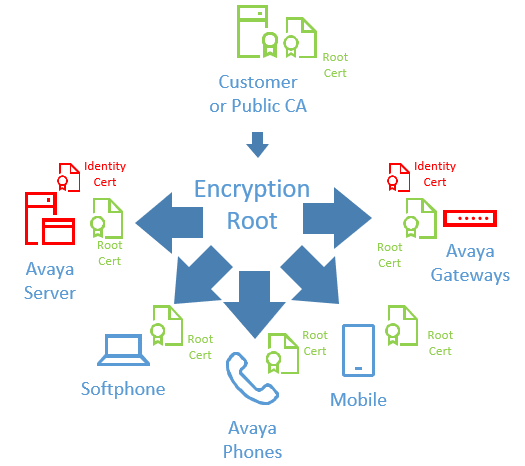 Root
Cert
Customer
or Public CA
Identity
Cert
Encryption
Root
Identity
Cert
Root
Cert
Avaya
Server
Root
Cert
Avaya
Gateways
Root
Cert
Softphone
Root
Cert
Avaya
Phones
Root
Cert
Mobile